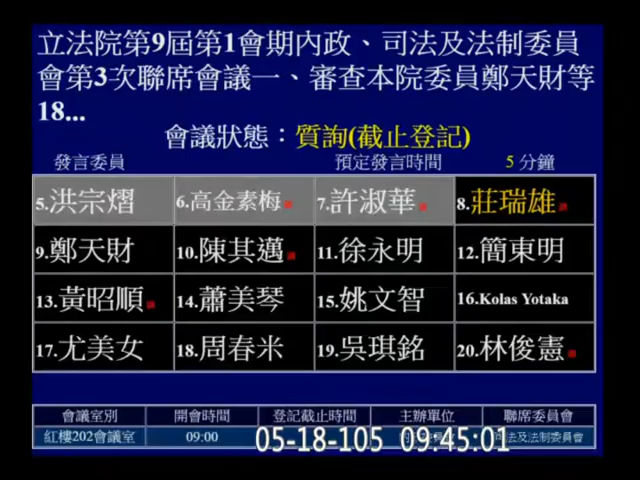 立法院第9屆第1會期內政、司法及法制委員
會第3次聯席會議一、審查本院委員鄭天財等
18...
會議狀態：質詢(截止登記)
發言委員 預定發言時間 5 分鐘
5.洪宗熠 6.高金素梅 7.許淑華 8.莊瑞雄
9.鄭天財 10.陳其邁 11.徐永明 12.簡東明
13.黃昭順 14.蕭美琴 15.姚文智 16.Kolas Yotaka
17.尤美女 18.周春米 19.吳琪銘 20.林俊憲
會議室別 開會時間 登記截止時間 主辦單位 聯席委員會
紅樓202會議室 09:00 司法及法制委員會
05-18-105 09:45:01